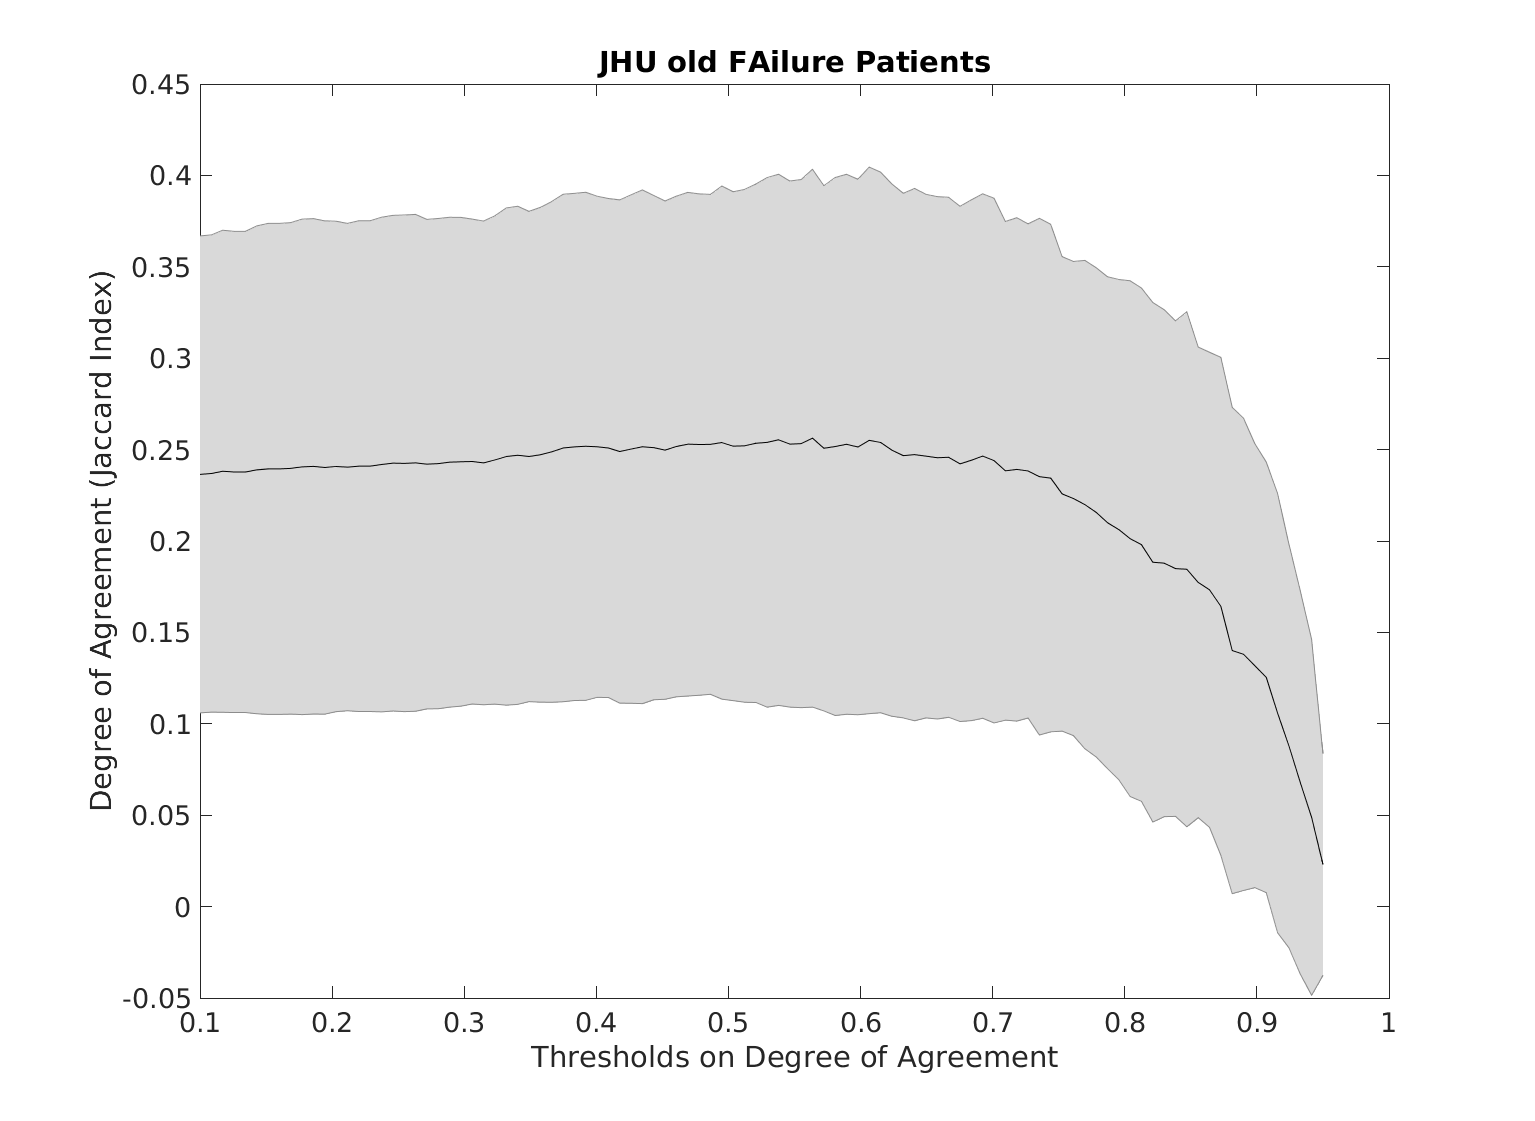 JHU old FAilure Patients
0.45
0.4
0.35
0.3
0.25
0.2
0.15
0.1
0.05
0
-0.05
Degree of Agreement (Jaccard Index)
0.1 0.2 0.3 0.4 0.5 0.6 0.7 0.8 0.9 1
Thresholds on Degree of Agreement